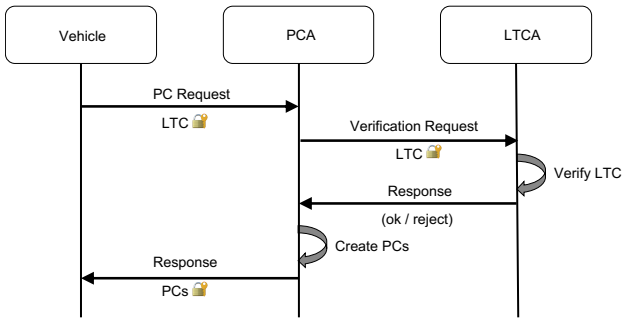 Vehicle
PCA
LTCA
PC Request
LTC
Verification Request
LTC
Verify LTC
Response
(ok / reject)
Create PCs
Response
PCs